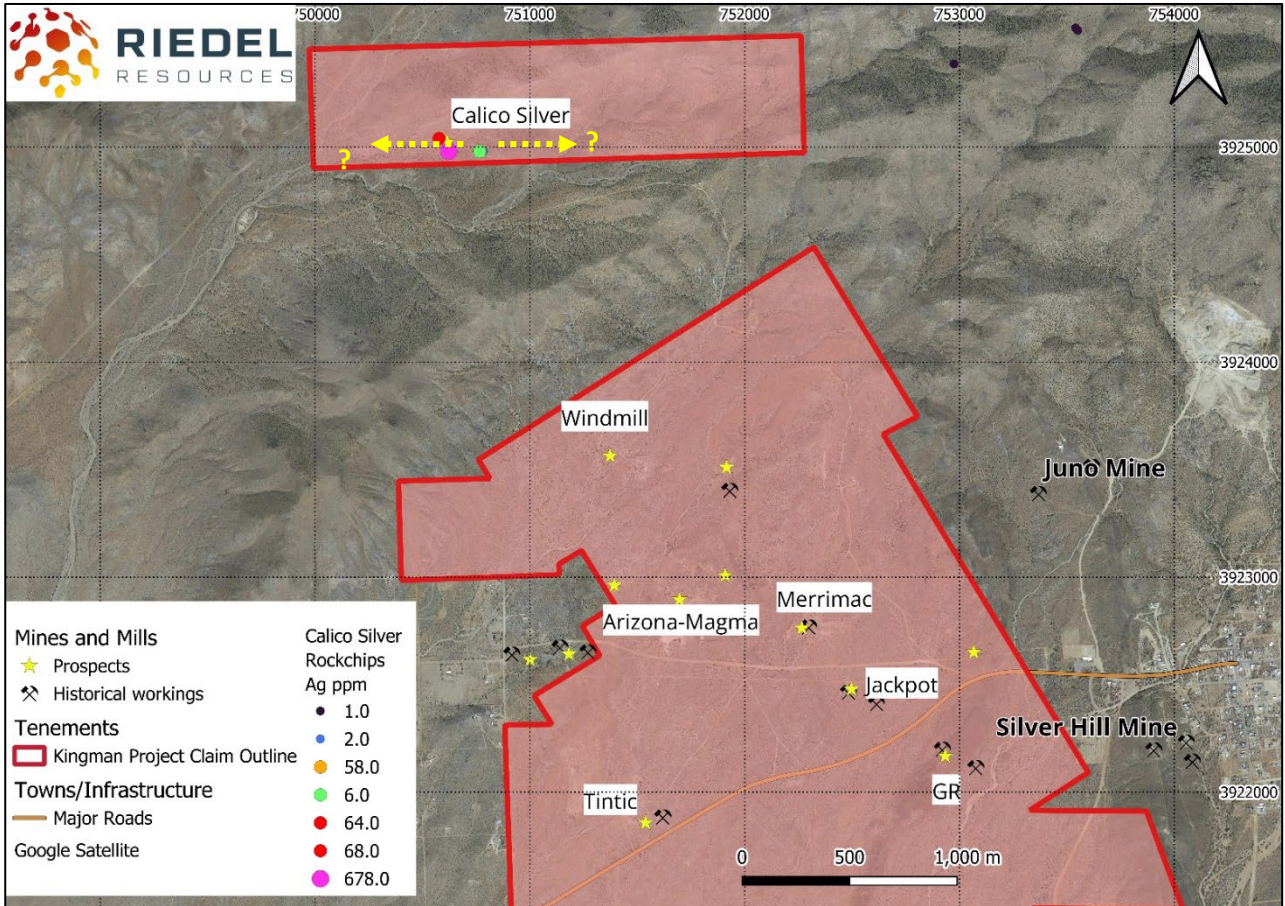 RIEDEL
RESOURCES
750000
751000
752000
753000
754000
Calico Silver
?
?
3925000
3924000
Windmill
Juno Mine
3923000
Merrimac
Arizona-Magma
Jackpot
Silver Hill Mine
GR
3922000
Tintic
0
500
1,000 m
Mines and Mills
Prospects
Historical workings
Tenements
Kingman Project Claim Outline
Towns/Infrastructure
Major Roads
Google Satellite
Calico Silver
Rockchips
Ag ppm
1.0
2.0
58.0
6.0
64.0
68.0
678.0